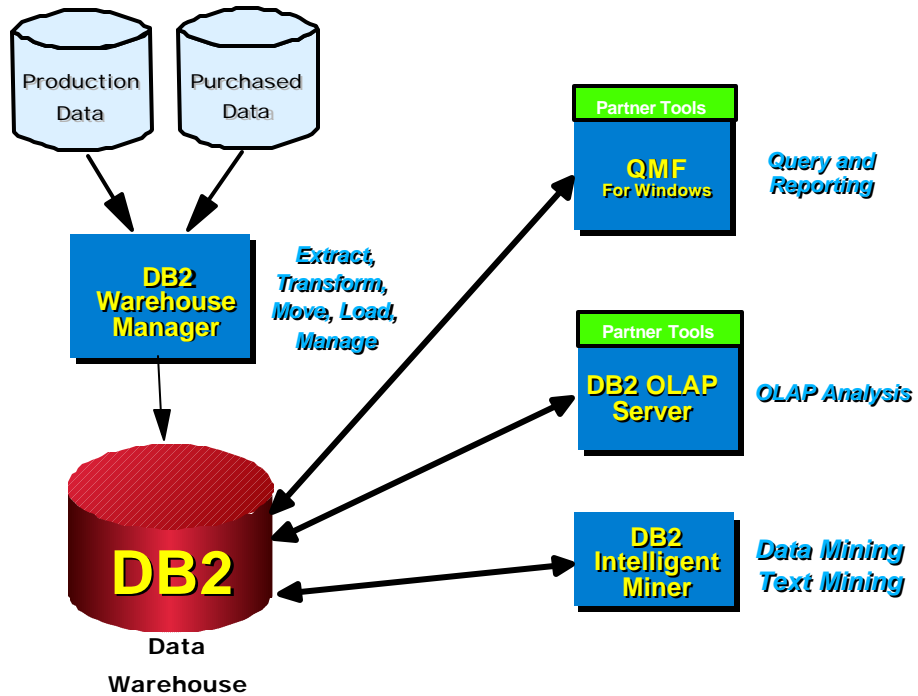 Production
Data
Purchased
Data
DB2
Warehouse
Manager
Extract,
Transform,
Move, Load,
Manage
DB2
Data
Warehouse
Partner Tools
QMF
For Windows
Query and
Reporting
Partner Tools
DB2 OLAP
Server
OLAP Analysis
DB2
Intelligent
Miner
Data Mining
Text Mining